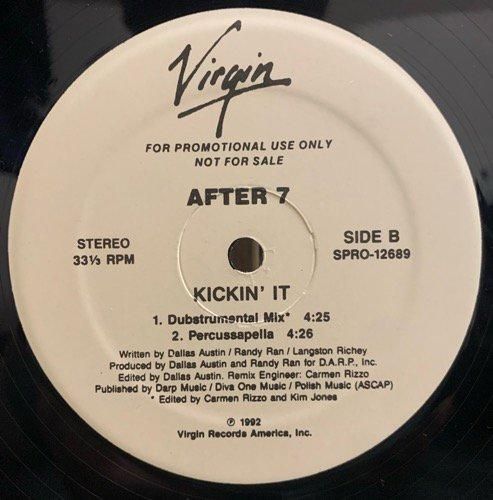 Virgin
FOR PROMOTIONAL USE ONLY
NOT FOR SALE
AFTER 7
STEREO
33⅓ RPM
SIDE B
SPRO-12689
KICKIN' IT
1. Dubstrumental Mix* 4:25
2. Percussapella 4:26
Written by Dallas Austin / Randy Ran / Langston Richey
Produced by Dallas Austin and Randy Ran for D.A.R.P., Inc.
Edited by Dallas Austin. Remix Engineer: Carmen Rizzo
Published by Darp Music / Diva One Music / Polish Music (ASCAP)
* Edited by Carmen Rizzo and Kim Jones
℗ 1992
Virgin Records America, Inc.